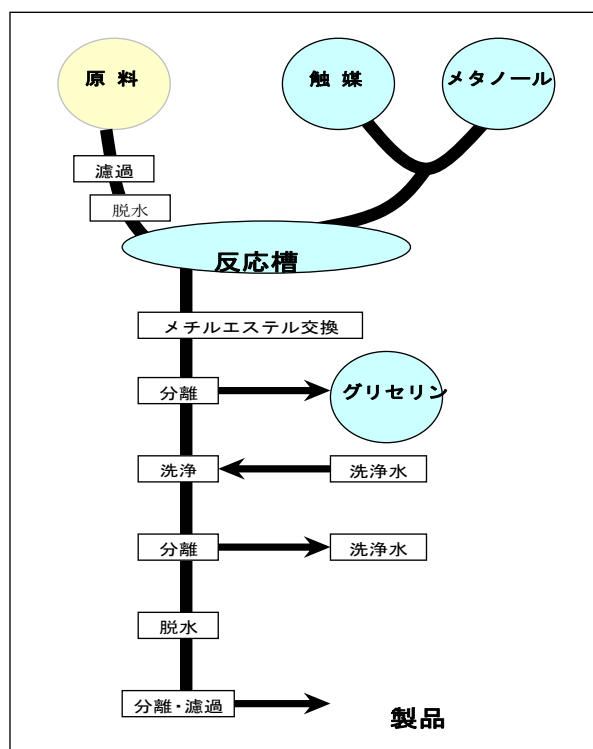 原 料
触 媒
メタノール
濾過
脱水
反応槽
メチルエステル交換
分離
グリセリン
洗浄
洗浄水
分離
洗浄水
脱水
分離・濾過
製品